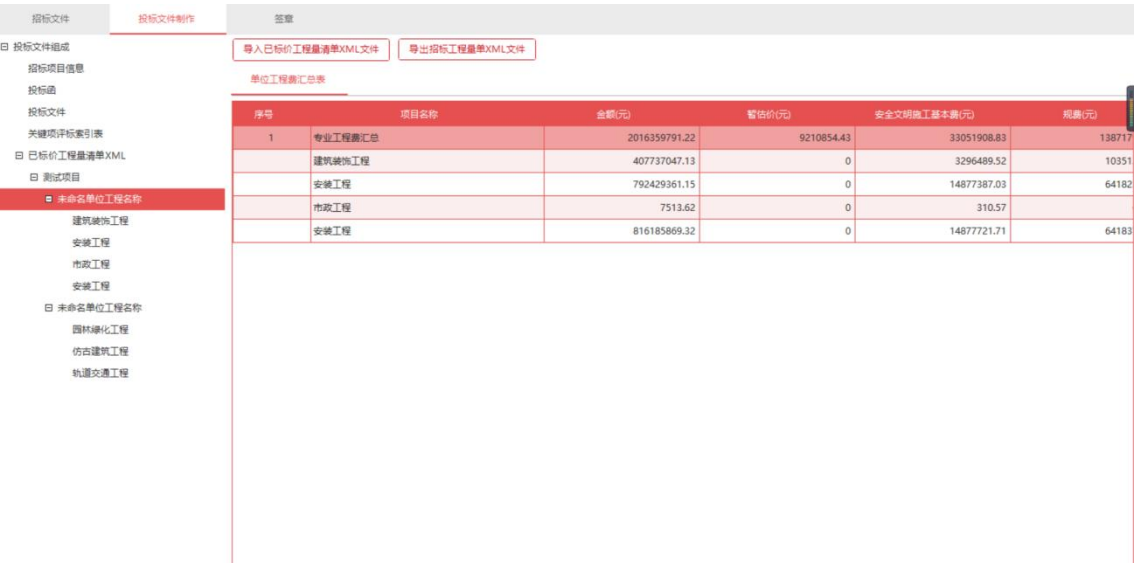 招标文件 投标文件制作 签章
投标文件组成
招标项目信息
投标函
投标文件
关键项评标索引表
已标价工程量清单XML
测试项目
未命名单位工程名称
建筑装饰工程
安装工程
市政工程
安装工程
未命名单位工程名称
园林绿化工程
仿古建筑工程
轨道交通工程
导入已标价工程量清单XML文件 导出招标工程量单XML文件
单位工程费汇总表
序号 项目名称 金额(元) 暂估价(元) 安全文明施工基本费(元) 规费(元)
1 专业工程费汇总 2016359791.22 9210854.43 33051908.83 138717
建筑装饰工程 407737047.13 0 3296489.52 10351
安装工程 792429361.15 0 14877387.03 64182
市政工程 7513.62 0 310.57
安装工程 816185869.32 0 14877721.71 64183